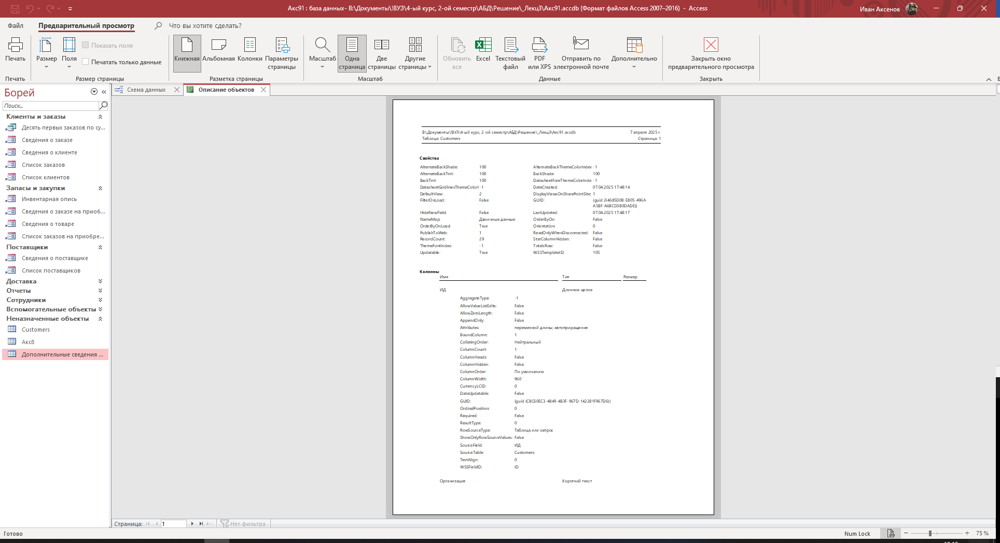 Акс91 : база данных- B:\Документы\!ВУЗ\4-ый курс, 2-ой семестр\АБД\Решение\_Лекц3\Акс91.accdb (Формат файлов Access 2007–2016) - Access
Иван Аксенов
Файл
Предварительный просмотр
Что вы хотите сделать?
Печать
Размер
Поля
Показать поля
Печатать только данные
Книжная
Альбомная
Колонки
Параметры страницы
Масштаб
Одна страница
Две страницы
Другие страницы
Обновить все
Excel
Текстовый файл
PDF или XPS
Отправить по электронной почте
Дополнительно
Закрыть окно предварительного просмотра
Печать
Размер страницы
Разметка страницы
Масштаб
Данные
Закрыть
Борей
Поиск...
Клиенты и заказы
Десять первых заказов по су...
Сведения о заказе
Сведения о клиенте
Список заказов
Список клиентов
Запасы и закупки
Инвентарная опись
Сведения о заказе на приоб...
Сведения о товаре
Список заказов на приобре...
Поставщики
Сведения о поставщике
Список поставщиков
Доставка
Отчеты
Сотрудники
Вспомогательные объекты
Неназначенные объекты
Customers
Акс8
Дополнительные сведения ...
Схема данных
Описание объектов
B:\Документы\!ВУЗ\4-ый курс, 2-ой семестр\АБД\Решение\_Лекц3\Акс91.accdb 7 апреля 2025 г.
Таблица: Customers Страница: 1
Свойства
AlternateBackShade: 100 AlternateBackThemeColorIndex -1
AlternateBackTint: 100 BackShade: 100
BackTint: 100 DatasheetForeThemeColorInde -1
DatasheetGridlinesThemeColorI -1 DateCreated: 07.04.2025 17:48:14
DefaultView: 2 DisplayViewsOnSharePointSite: 1
FilterOnLoad: False GUID: {guid {34685D08-E805-496A
A5BF-A68CD3B0DADE}}
HideNewField: False LastUpdated: 07.04.2025 17:48:17
NameMap: Двоичные данные OrderByOn: False
OrderByOnLoad: True Orientation: 0
PublishToWeb: 1 ReadOnlyWhenDisconnected: False
RecordCount: 29 StarColumnHidden: False
ThemeFontIndex: -1 TotalsRow: False
Updatable: True WSSTemplateID: 105
Колонны
Имя Тип Размер
ИД Длинное целое
AggregateType: -1
AllowValueListEdits: False
AllowZeroLength: False
AppendOnly: False
Attributes: переменной длины; автоприращение
BoundColumn: 1
CollatingOrder: Нейтральный
ColumnCount: 1
ColumnHeads: False
ColumnHidden: False
ColumnOrder: По умолчанию
ColumnWidth: 960
CurrencyLCID: 0
DataUpdatable: False
GUID: {guid {C8C60EC3-4849-4B3F-967D-142281F967D6}}
OrdinalPosition: 0
Required: False
ResultType: 0
RowSourceType: Таблица или запрос
ShowOnlyRowSourceValues: False
SourceField: ИД
SourceTable: Customers
TextAlign: 0
WSSFieldID: ID
Организация Короткий текст
Страница: 1 Нет фильтра
Готово
Num Lock
75 %